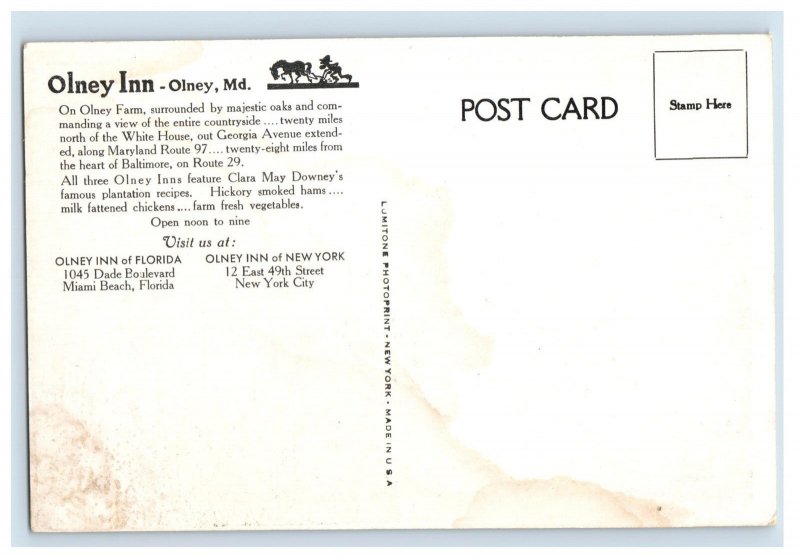 Olney Inn - Olney, Md.
On Olney Farm, surrounded by majestic oaks and com-
manding a view of the entire countryside .... twenty miles
north of the White House, out Georgia Avenue extend-
ed, along Maryland Route 97 .... twenty-eight miles from
the heart of Baltimore, on Route 29.
All three Olney Inns feature Clara May Downey's
famous plantation recipes. Hickory smoked hams ....
milk fattened chickens .... farm fresh vegetables.
Open noon to nine
Visit us at:
OLNEY INN of FLORIDA
1045 Dade Boulevard
Miami Beach, Florida
OLNEY INN of NEW YORK
12 East 49th Street
New York City
LUMITONE PHOTOPRINT - NEW YORK - MADE IN U S A
POST CARD
Stamp Here